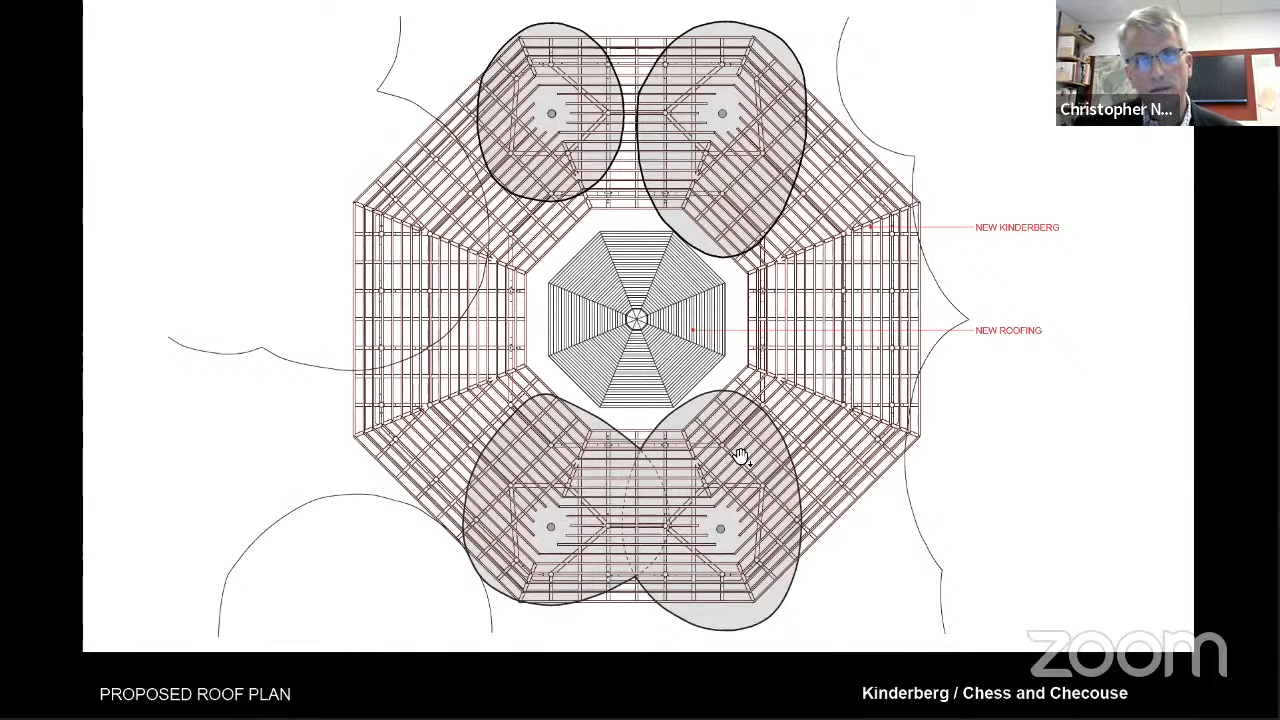 Christopher N...
NEW KINDERBERG
NEW ROOFING
zoom
PROPOSED ROOF PLAN
Kinderberg / Chess and Checouse